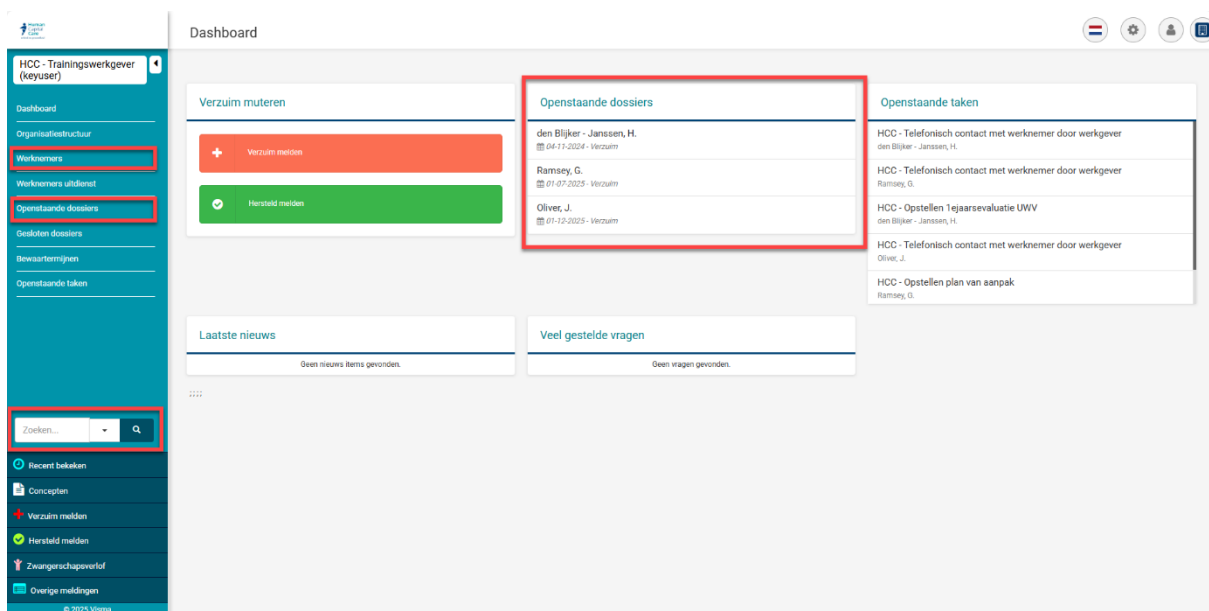 Human
Capital
Care
Dashboard
HCC - Trainingswerkgever
(keyuser)
Dashboard
Organisatiestructuur
Werknemers
Werknemers uitdienst
Openstaande dossiers
Gesloten dossiers
Bewaartermijnen
Openstaande taken
Zoeken...
Recent bekeken
Concepten
Verzuim melden
Hersteld melden
Zwangerschapsverlof
Overige meldingen
© 2025 Visma
Verzuim muteren
Verzuim melden
Hersteld melden
Openstaande dossiers
den Blijker - Janssen, H.
04-11-2024 - Verzuim
Ramsey, G.
01-07-2025 - Verzuim
Oliver, J.
01-12-2025 - Verzuim
Openstaande taken
HCC - Telefonisch contact met werknemer door werkgever
den Blijker - Janssen, H.
HCC - Telefonisch contact met werknemer door werkgever
Ramsey, G.
HCC - Opstellen 1ejaarsevaluatie UWV
den Blijker - Janssen, H.
HCC - Telefonisch contact met werknemer door werkgever
Oliver, J.
HCC - Opstellen plan van aanpak
Ramsey, G.
Laatste nieuws
Geen nieuws items gevonden.
Veel gestelde vragen
Geen vragen gevonden.
::::